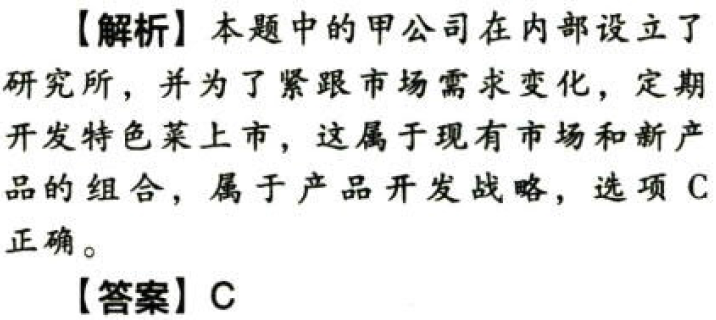 【解析】本题中的甲公司在内部设立了
研究所，并为了紧跟市场需求变化，定期
开发特色菜上市，这属于现有市场和新产
品的组合，属于产品开发战略，选项 C
正确。
【答案】C